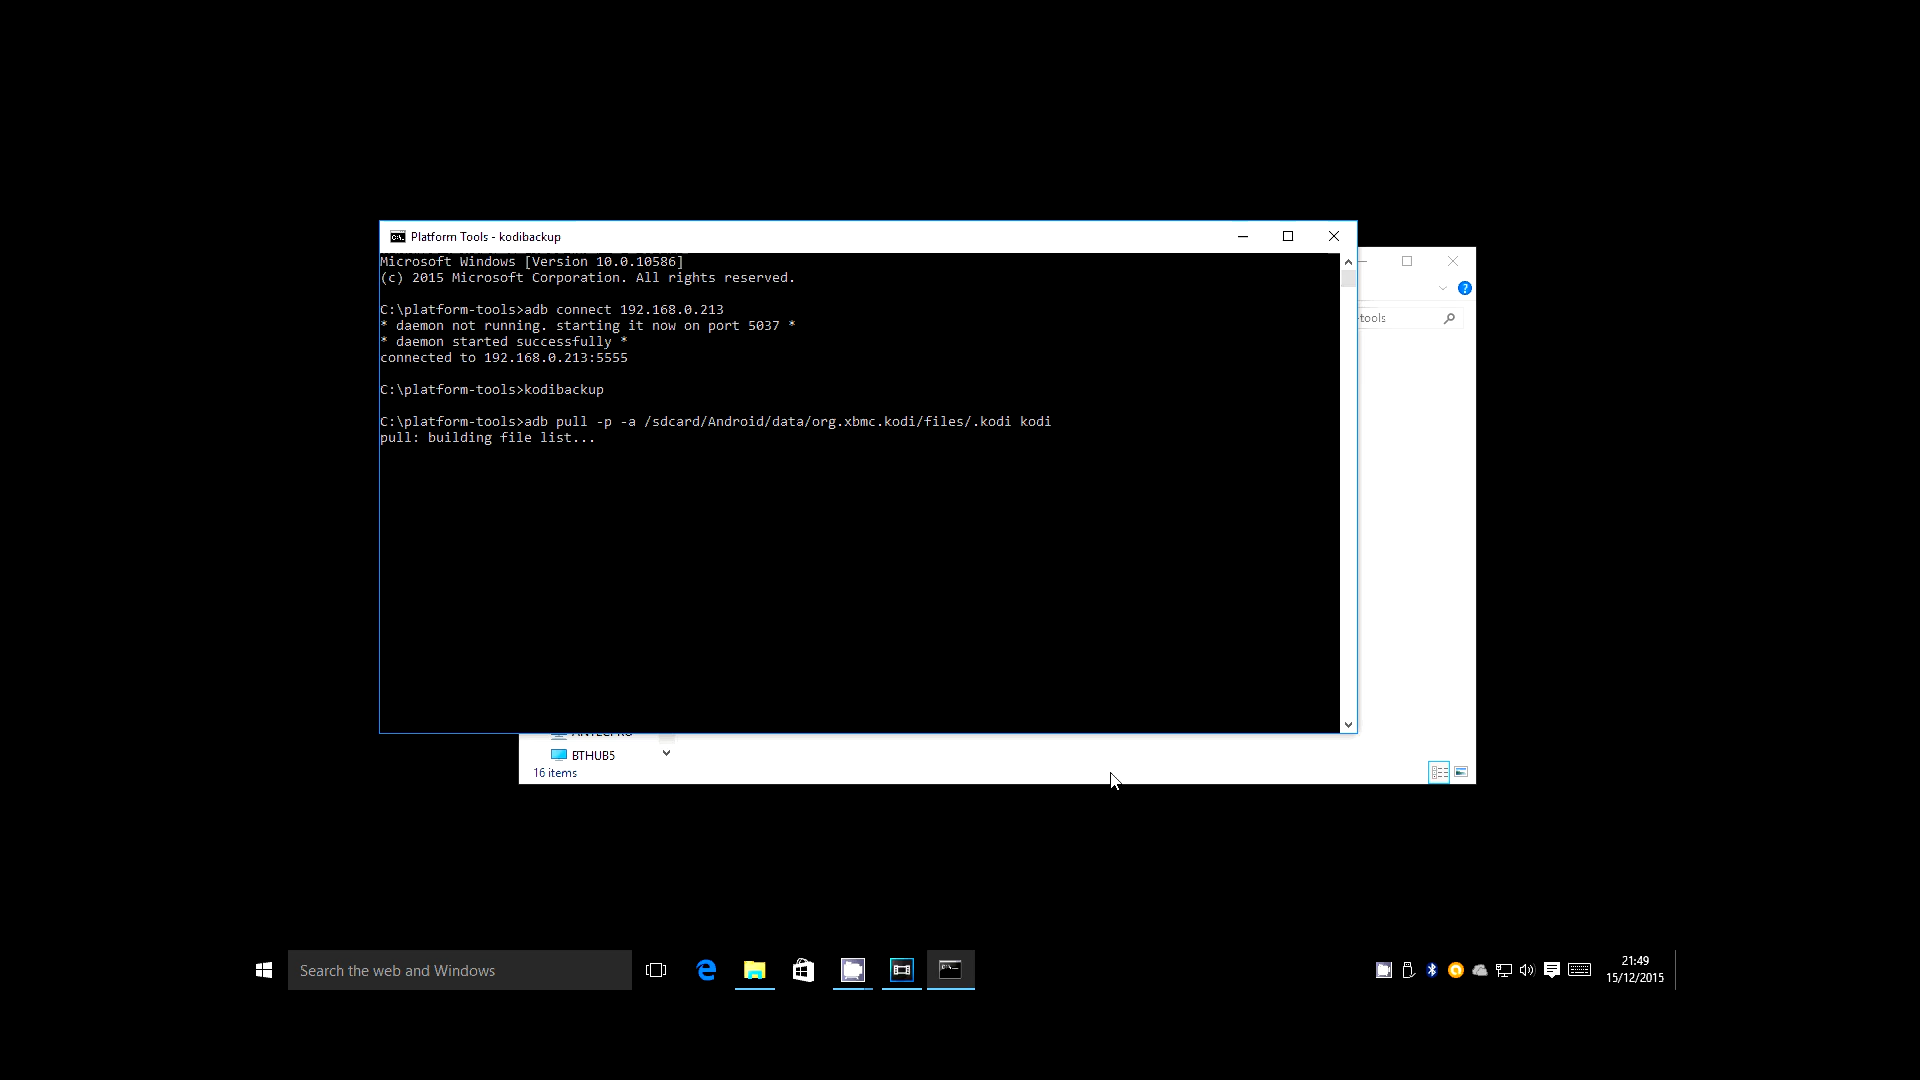 Platform Tools - kodibackup
Microsoft Windows [Version 10.0.10586]
(c) 2015 Microsoft Corporation. All rights reserved.
C:\platform-tools>adb connect 192.168.0.213
* daemon not running. starting it now on port 5037 *
* daemon started successfully *
connected to 192.168.0.213:5555
C:\platform-tools>kodibackup
C:\platform-tools>adb pull -p -a /sdcard/Android/data/org.xbmc.kodi/files/.kodi kodi
pull: building file list...
-tools
BTHUB5
16 items
Search the web and Windows
21:49
15/12/2015